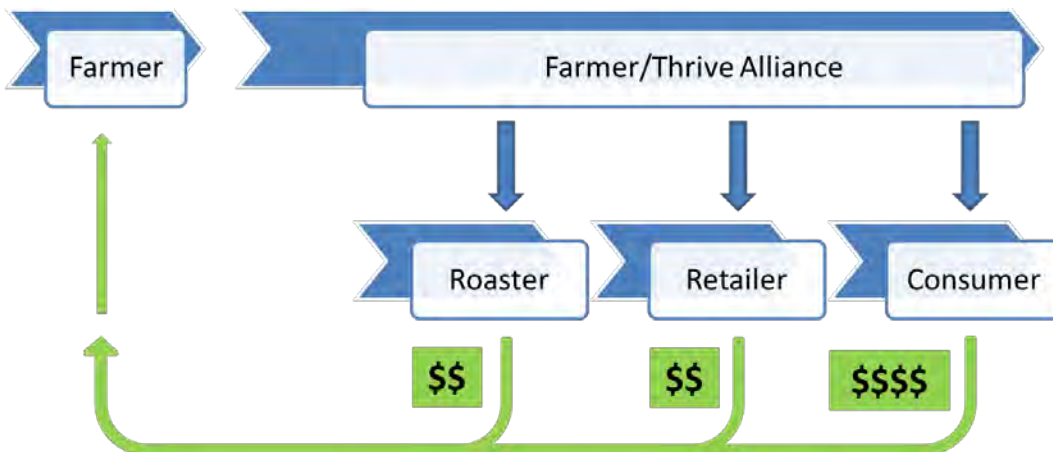 Farmer
Farmer/Thrive Alliance
Roaster
Retailer
Consumer
$$
$$
$$$$